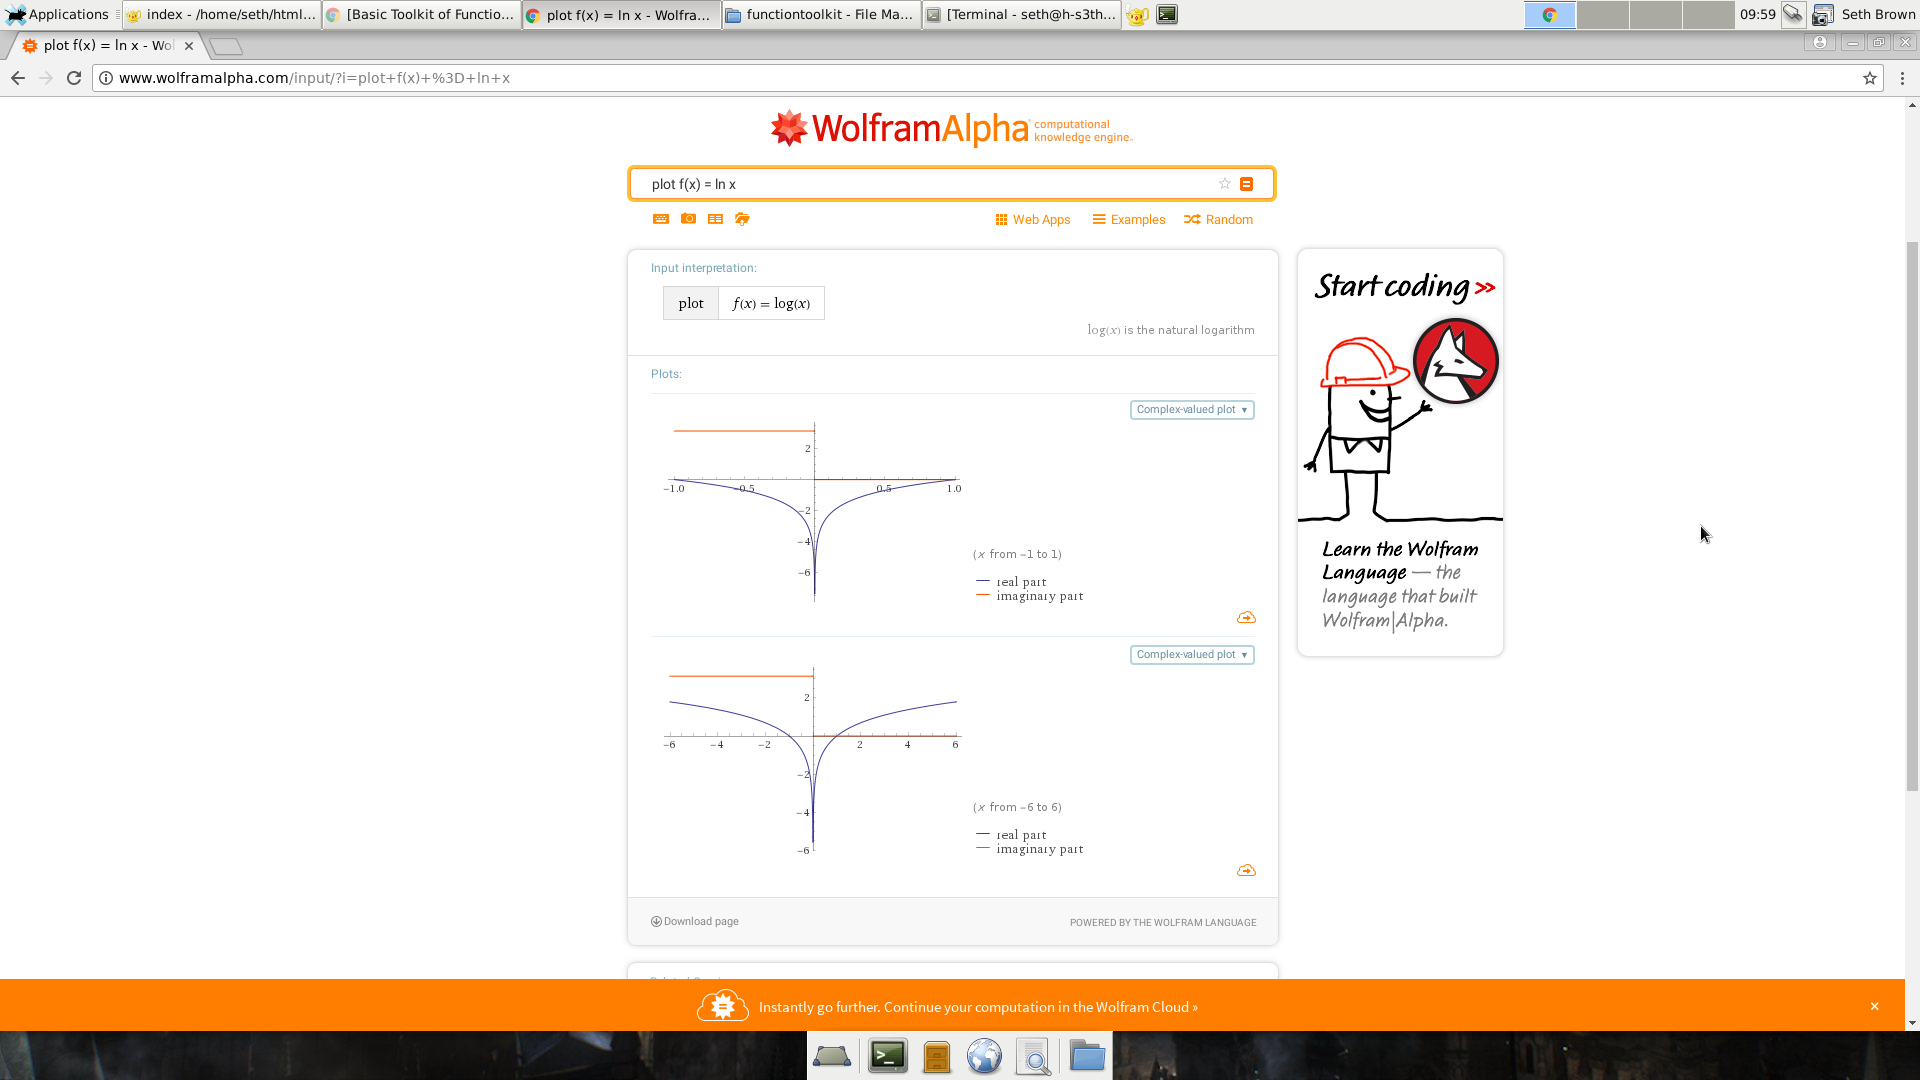 Applications
index - /home/seth/html...
[Basic Toolkit of Functio...
plot f(x) = ln x - Wolfra...
functiontoolkit - File Ma...
[Terminal - seth@h-s3th...
09:59
Seth Brown
plot f(x) = ln x - Wol
www.wolframalpha.com/input/?i=plot+f(x)+%3D+ln+x
WolframAlpha computational
knowledge engine.
plot f(x) = ln x
Web Apps
Examples
Random
Input interpretation:
plot
f(x) = log(x)
log(x) is the natural logarithm
Plots:
Complex-valued plot
2
−1.0 −0.5 0.5 1.0
−2
−4
−6
(x from −1 to 1)
real part
imaginary part
Complex-valued plot
2
−6 −4 −2 2 4 6
−2
−4
−6
(x from −6 to 6)
real part
imaginary part
Download page
POWERED BY THE WOLFRAM LANGUAGE
Start coding »
Learn the Wolfram
Language — the
language that built
Wolfram|Alpha.
Instantly go further. Continue your computation in the Wolfram Cloud »